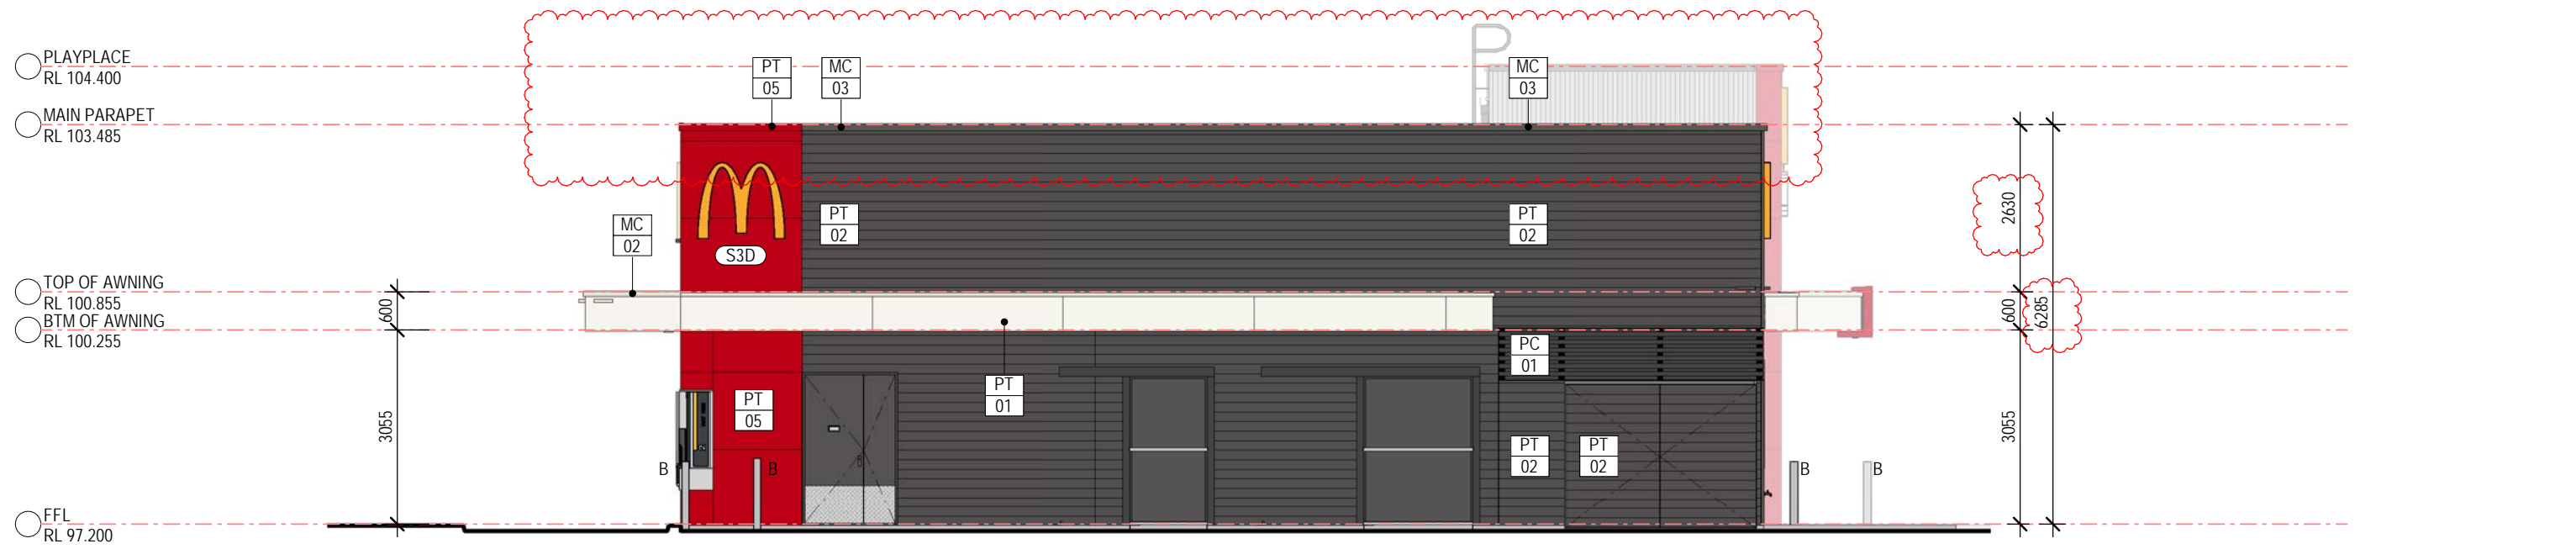 PLAYPLACE
RL 104.400
MAIN PARAPET
RL 103.485
PT
05
MC
03
MC
03
MC
02
PT
02
PT
02
S3D
2630
TOP OF AWNING
RL 100.855
BTM OF AWNING
RL 100.255
600
600
6285
PT
01
PC
01
3055
PT
05
3055
PT
02
PT
02
B
B
B
B
FFL
RL 97.200